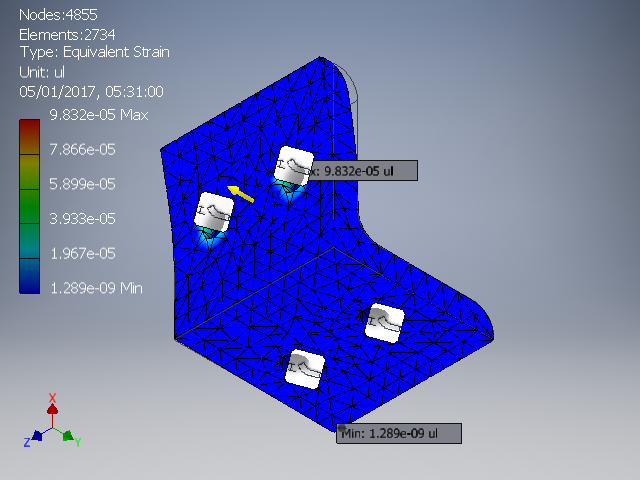 Nodes:4855
Elements:2734
Type: Equivalent Strain
Unit: ul
05/01/2017, 05:31:00
9.832e-05 Max
7.866e-05
5.899e-05
3.933e-05
1.967e-05
1.289e-09 Min
x: 9.832e-05 ul
Min: 1.289e-09 ul
X
Z
Y